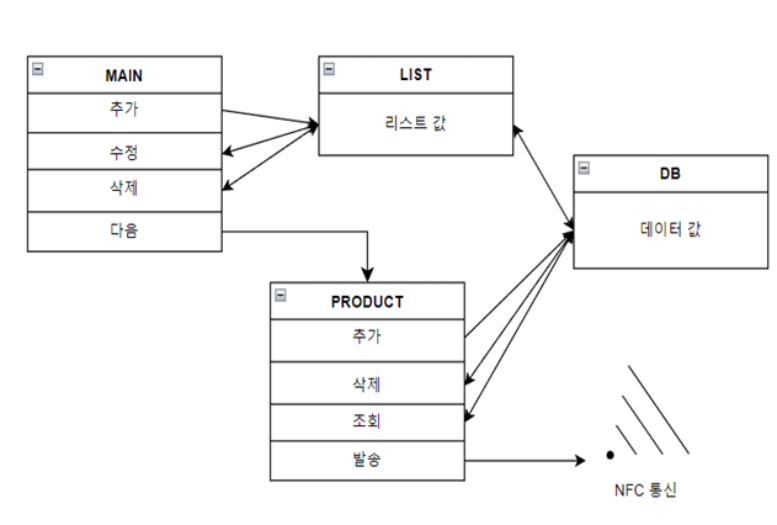 MAIN
추가
수정
삭제
다음
LIST
리스트 값
DB
데이터 값
PRODUCT
추가
삭제
조회
발송
NFC 통신